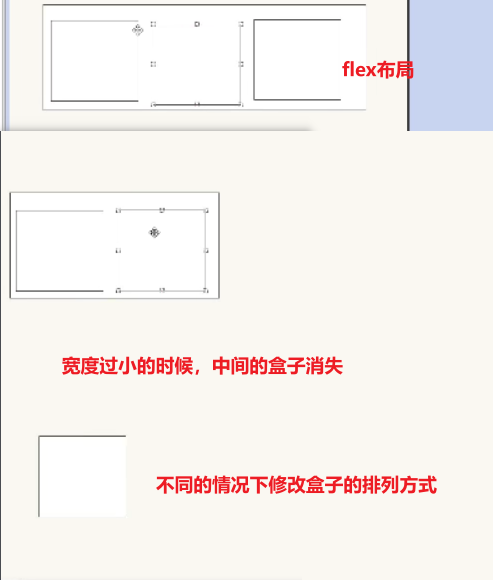 flex布局
宽度过小的时候，中间的盒子消失
不同的情况下修改盒子的排列方式